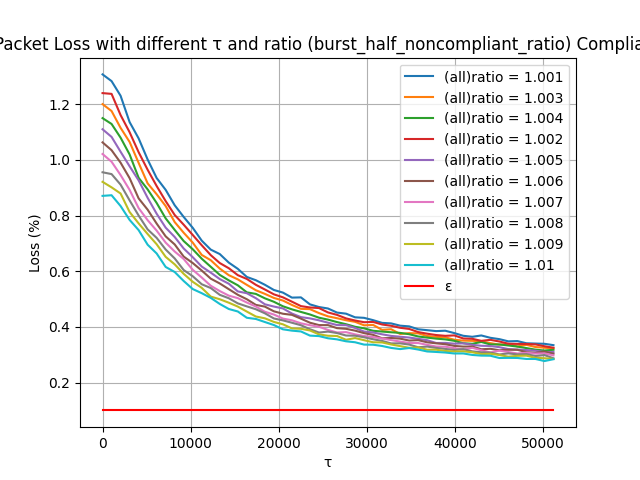 Packet Loss with different τ and ratio (burst_half_noncompliant_ratio) Complia
1.2
1.0
0.8
0.6
0.4
0.2
Loss (%)
0
10000
20000
30000
40000
50000
τ
(all)ratio = 1.001
(all)ratio = 1.003
(all)ratio = 1.004
(all)ratio = 1.002
(all)ratio = 1.005
(all)ratio = 1.006
(all)ratio = 1.007
(all)ratio = 1.008
(all)ratio = 1.009
(all)ratio = 1.01
ε